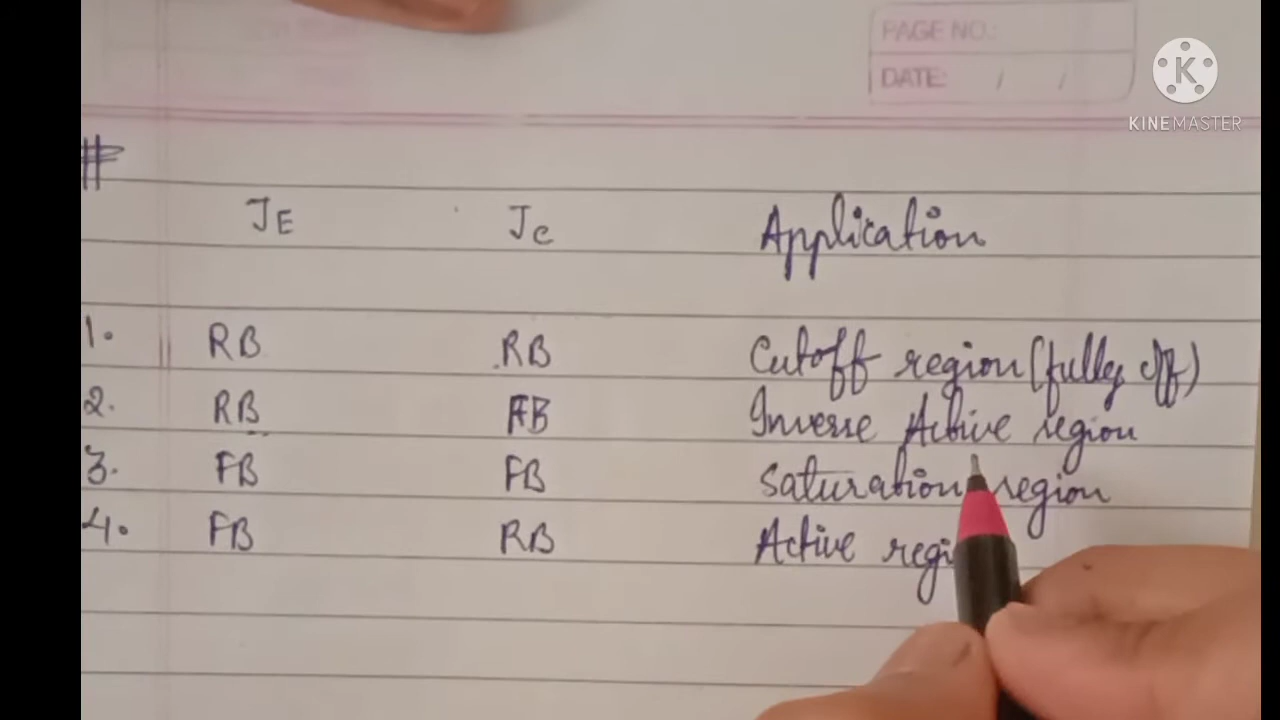 PAGE NO.:
DATE: / /
KINEMASTER
#
JE JC Application
1. RB RB Cutoff region (fully off)
2. RB FB Inverse Active region
3. FB FB Saturation region
4. FB RB Active regi